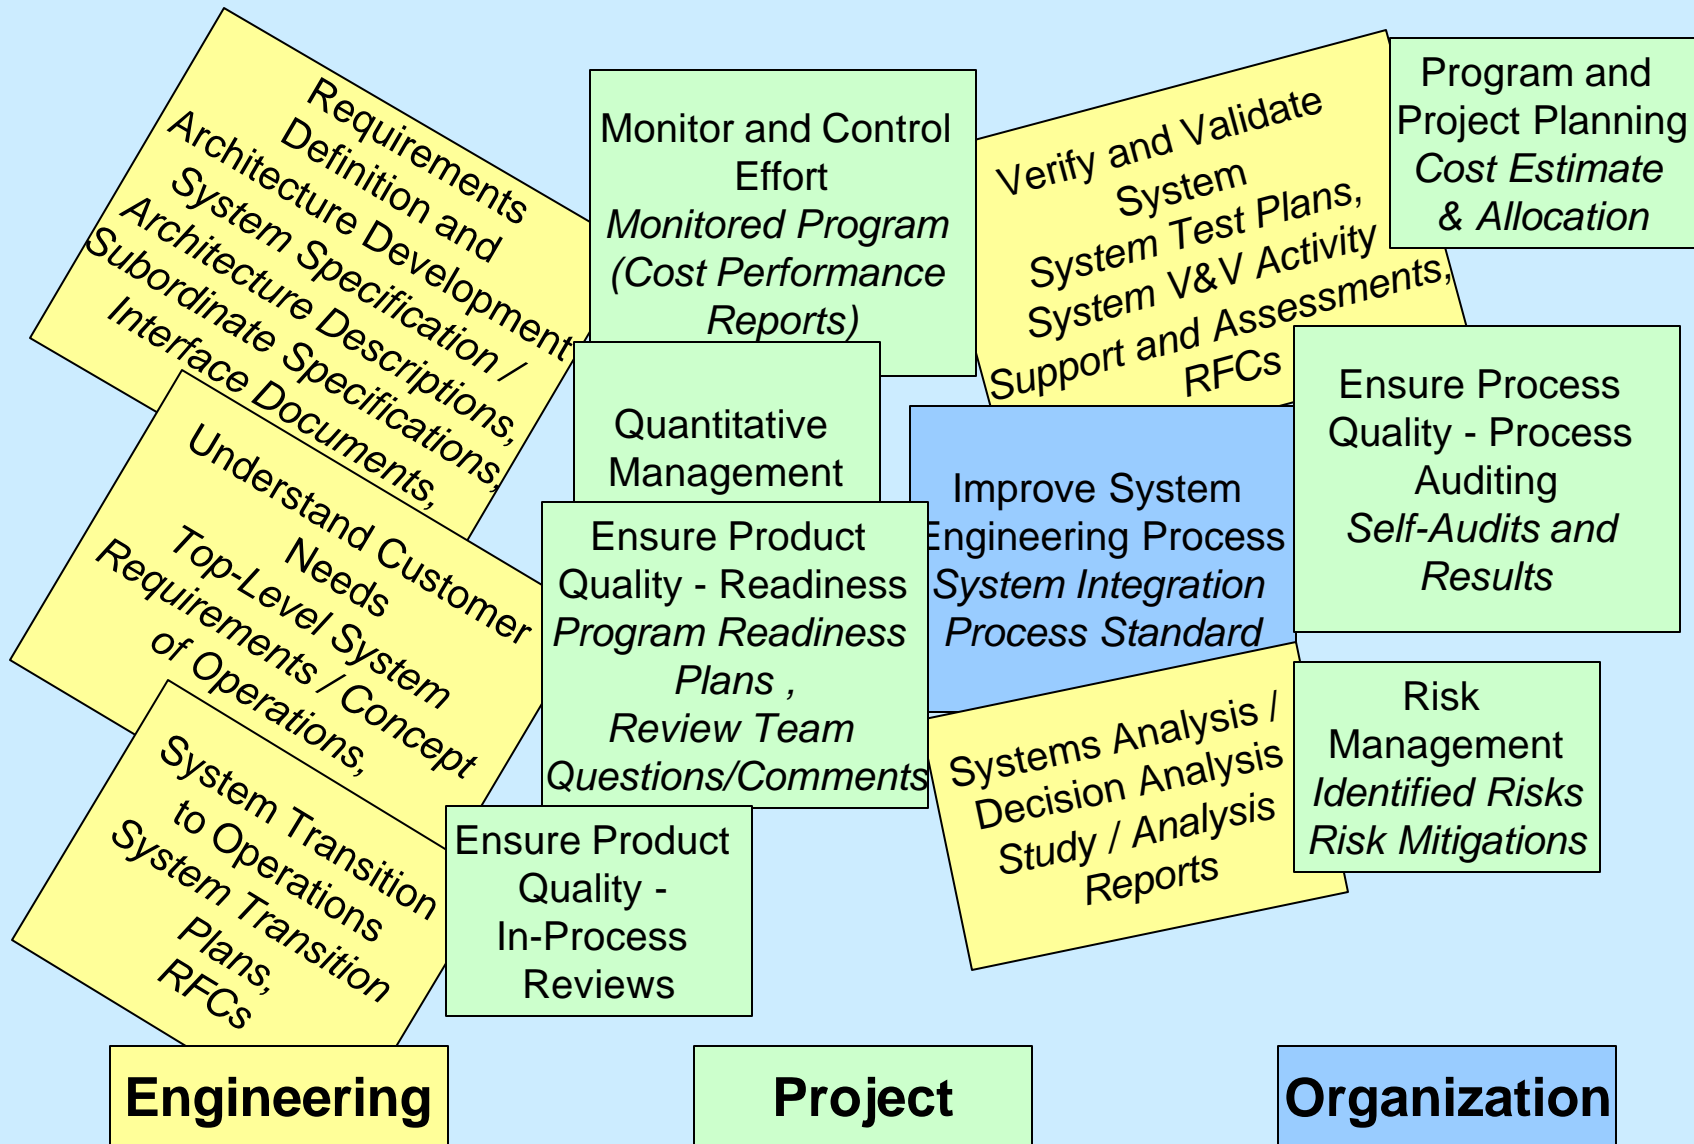 Requirements
Definition and
Architecture Development
System Specification /
Architecture Descriptions,
Subordinate Specifications,
Interface Documents,
Understand Customer
Needs
Top-Level System
Requirements / Concept
of Operations,
System Transition
to Operations
System Transition
Plans,
RFCs
Monitor and Control
Effort
Monitored Program
(Cost Performance
Reports)
Quantitative
Management
Ensure Product
Quality - Readiness
Program Readiness
Plans ,
Review Team
Questions/Comments
Ensure Product
Quality -
In-Process
Reviews
Verify and Validate
System
System Test Plans,
System V&V Activity
Support and Assessments,
RFCs
Improve System
Engineering Process
System Integration
Process Standard
Systems Analysis /
Decision Analysis
Study / Analysis
Reports
Program and
Project Planning
Cost Estimate
& Allocation
Ensure Process
Quality - Process
Auditing
Self-Audits and
Results
Risk
Management
Identified Risks
Risk Mitigations
Engineering
Project
Organization